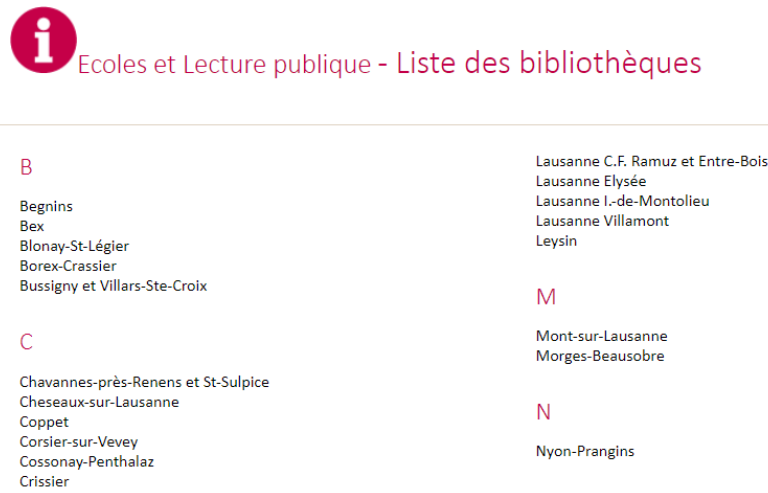 Ecoles et Lecture publique - Liste des bibliothèques
B
Begnins
Bex
Blonay-St-Légier
Borex-Crassier
Bussigny et Villars-Ste-Croix
C
Chavannes-près-Renens et St-Sulpice
Cheseaux-sur-Lausanne
Coppet
Corsier-sur-Vevey
Cossonay-Penthalaz
Crissier
Lausanne C.F. Ramuz et Entre-Bois
Lausanne Elysée
Lausanne I.-de-Montolieu
Lausanne Villamont
Leysin
M
Mont-sur-Lausanne
Morges-Beausobre
N
Nyon-Prangins